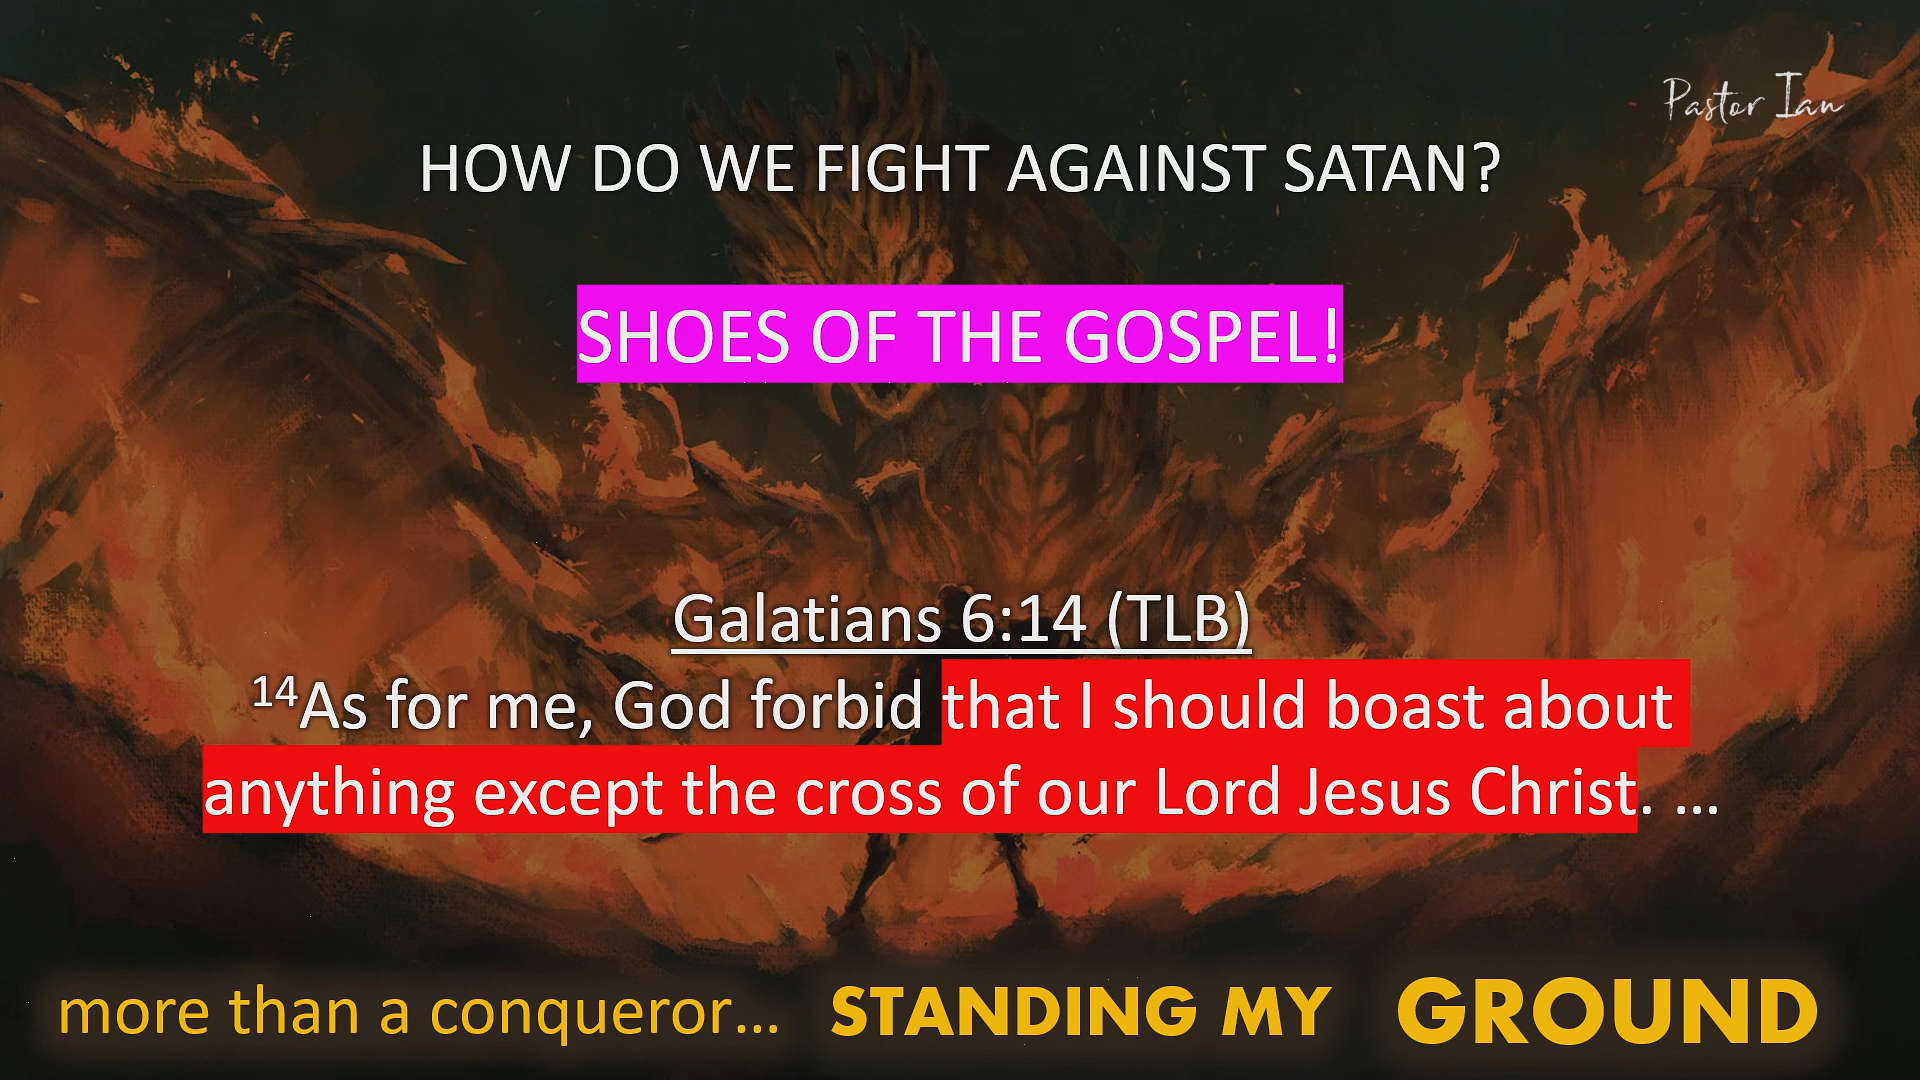 Pastor Ian
HOW DO WE FIGHT AGAINST SATAN?
SHOES OF THE GOSPEL!
Galatians 6:14 (TLB)
14As for me, God forbid that I should boast about
anything except the cross of our Lord Jesus Christ. ...
more than a conqueror... STANDING MY GROUND